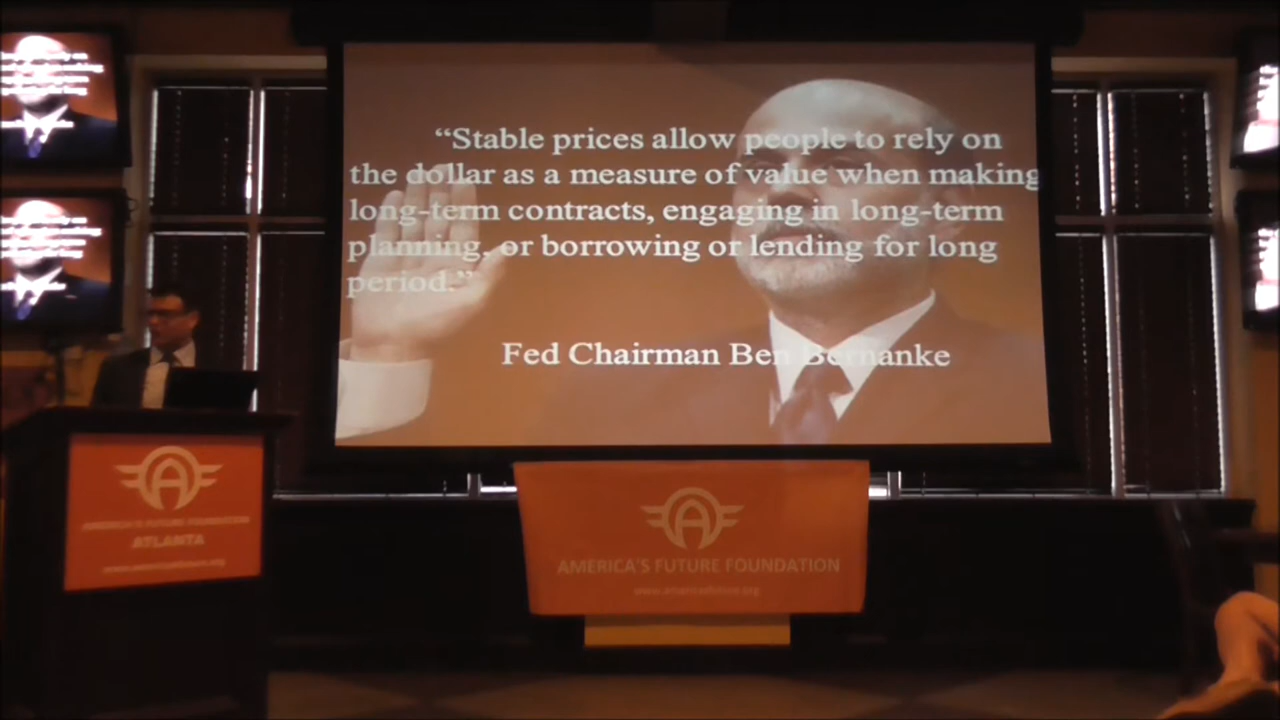 “Stable prices allow people to rely on
the dollar as a measure of value when making
long-term contracts, engaging in long-term
planning, or borrowing or lending for long
period.”
Fed Chairman Ben Bernanke
A
AMERICA'S FUTURE FOUNDATION
ATLANTA
A
AMERICA'S FUTURE FOUNDATION